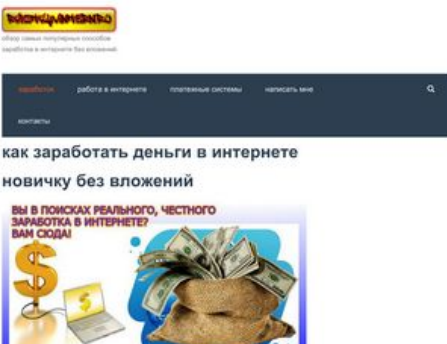 обзор самых популярных способов
заработка в интернете без вложений.
заработок работа в интернете платежные системы написать мне
контакты
как заработать деньги в интернете
новичку без вложений
ВЫ В ПОИСКАХ РЕАЛЬНОГО, ЧЕСТНОГО
ЗАРАБОТКА В ИНТЕРНЕТЕ?
ВАМ СЮДА!